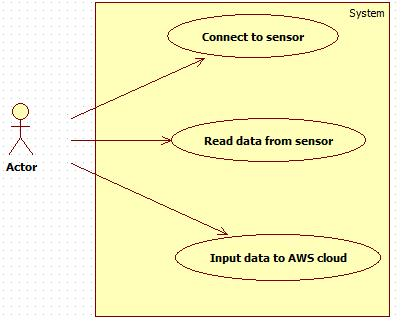 System
Connect to sensor
Read data from sensor
Actor
Input data to AWS cloud